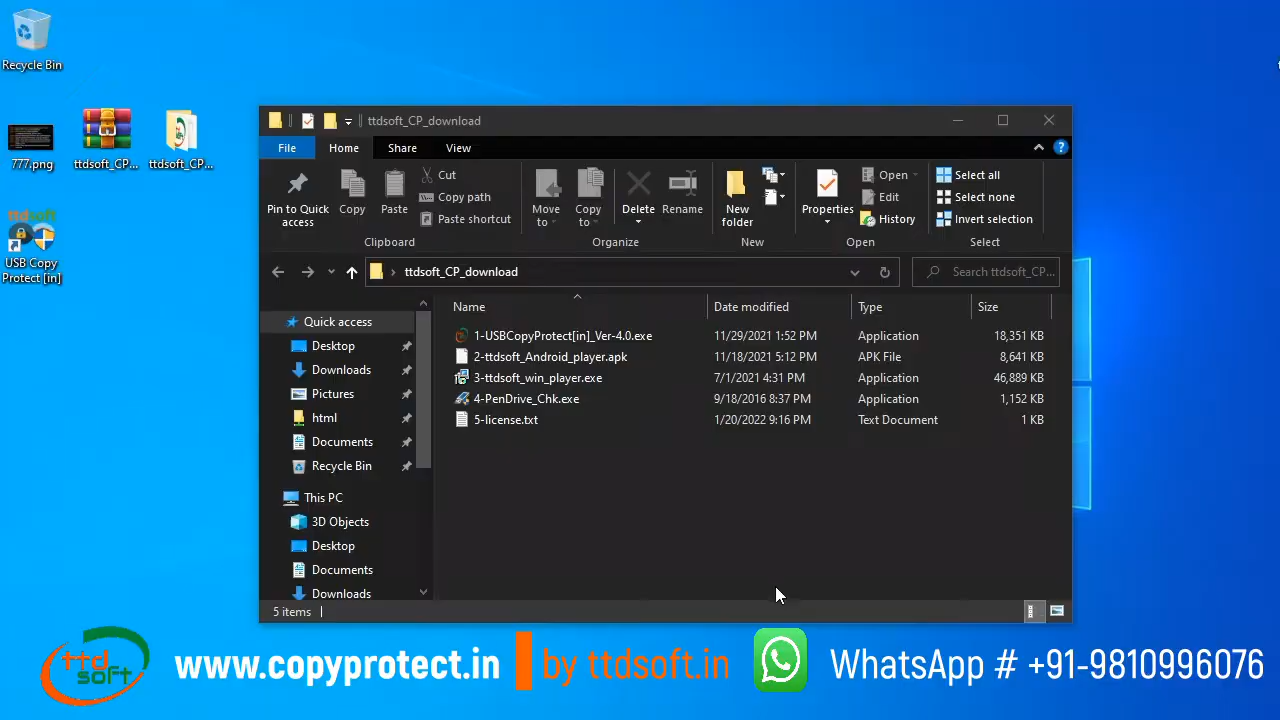 Recycle Bin
777.png
ttdsoft_CP...
ttdsoft_CP...
ttdsoft
USB Copy
Protect [in]
ttdsoft_CP_download
File
Home
Share
View
Pin to Quick
access
Copy
Paste
Cut
Copy path
Paste shortcut
Clipboard
Move
to
Copy
to
Delete
Rename
Organize
New
folder
New
Properties
Open
Edit
History
Open
Select all
Select none
Invert selection
Select
ttdsoft_CP_download
Search ttdsoft_CP...
Name
Date modified
Type
Size
1-USBCopyProtect[in]_Ver-4.0.exe 11/29/2021 1:52 PM Application 18,351 KB
2-ttdsoft_Android_player.apk 11/18/2021 5:12 PM APK File 8,641 KB
3-ttdsoft_win_player.exe 7/1/2021 4:31 PM Application 46,889 KB
4-PenDrive_Chk.exe 9/18/2016 8:37 PM Application 1,152 KB
5-license.txt 1/20/2022 9:16 PM Text Document 1 KB
Quick access
Desktop
Downloads
Pictures
html
Documents
Recycle Bin
This PC
3D Objects
Desktop
Documents
Downloads
5 items
ttd
soft
www.copyprotect.in
by ttdsoft.in
WhatsApp # +91-9810996076